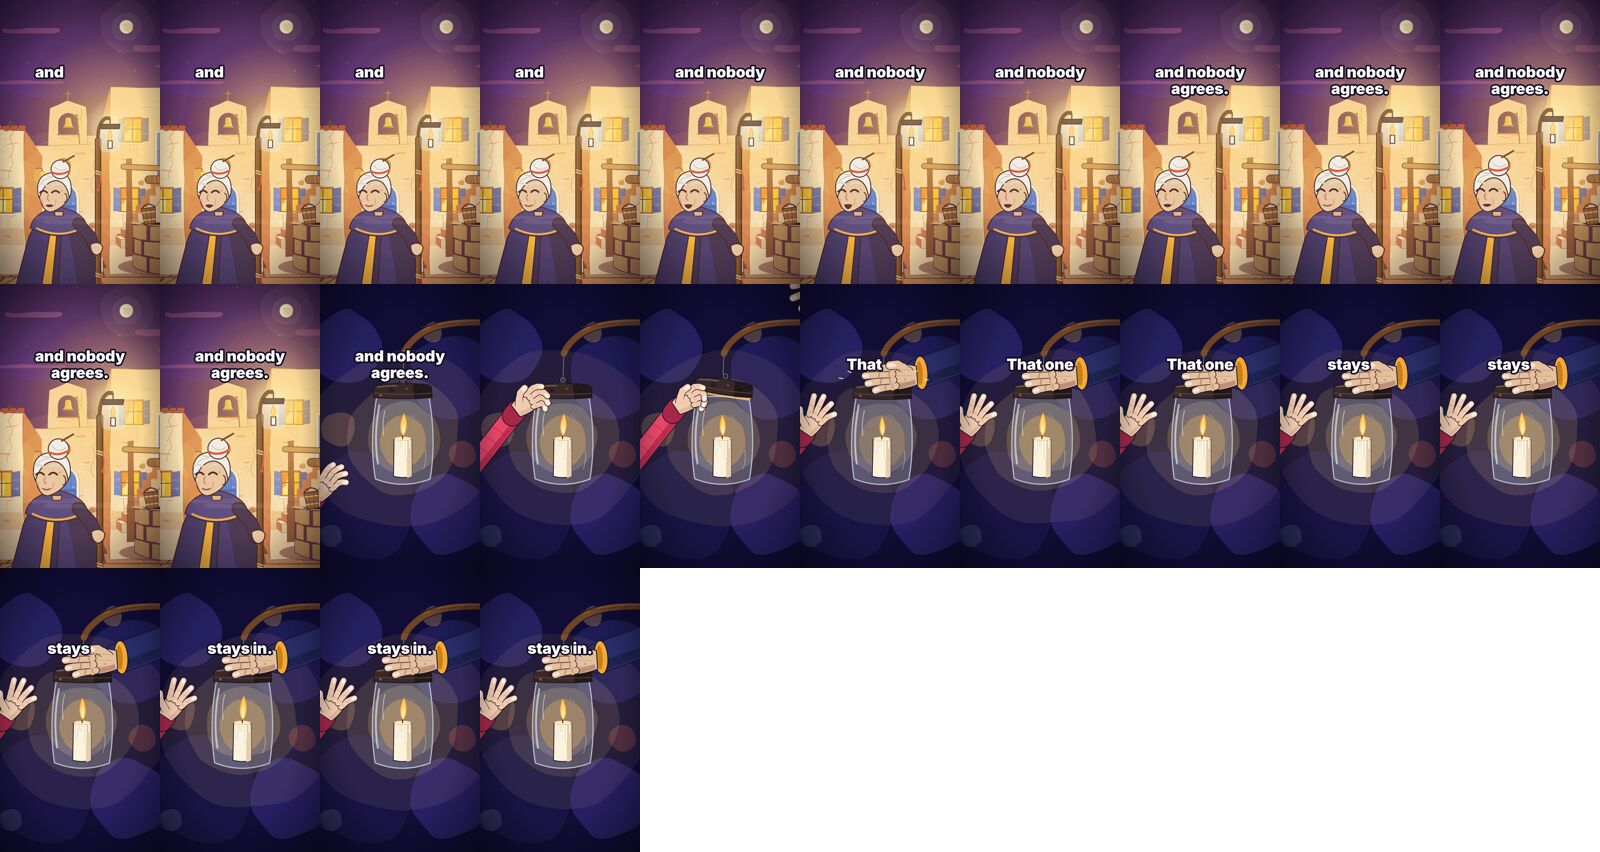 and
and
and
and
and nobody
and nobody
and nobody
and nobody
agrees.
and nobody
agrees.
and nobody
agrees.
and nobody
agrees.
and nobody
agrees.
and nobody
agrees.
That
That one
That one
stays
stays
stays
stays in.
stays in.
stays in.